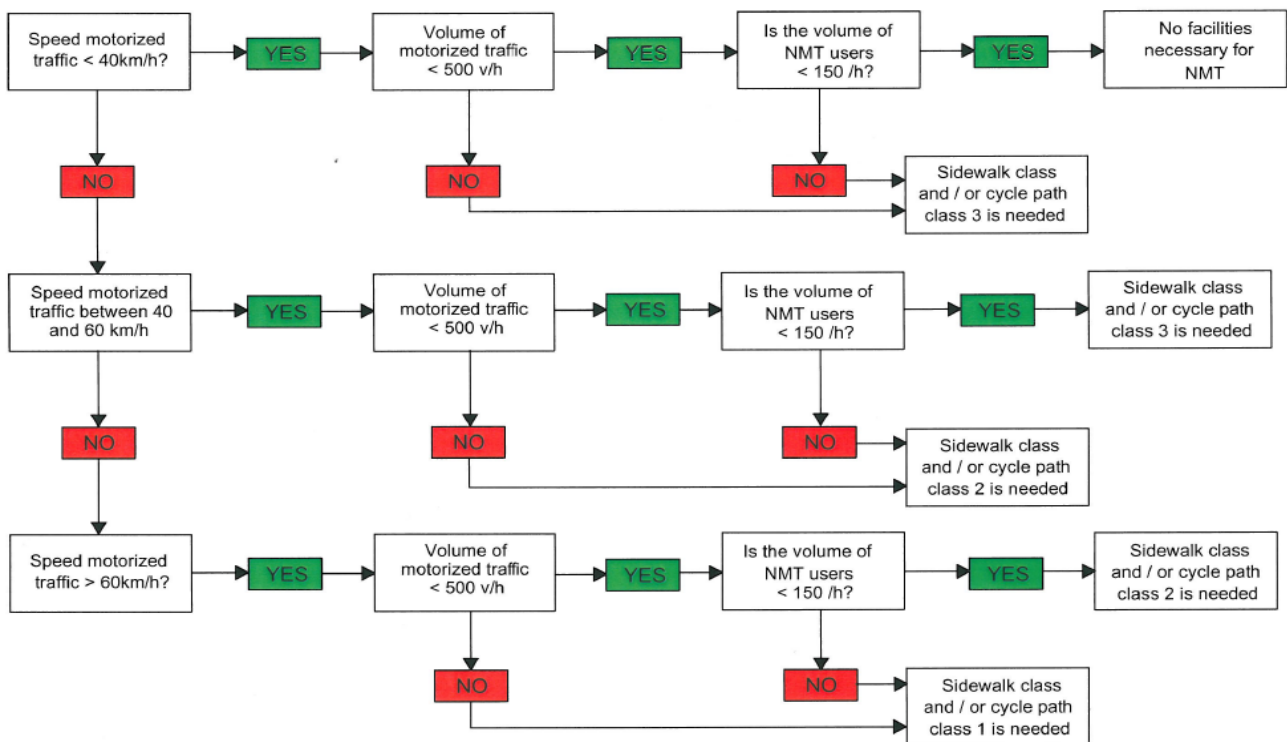 Speed motorized
traffic < 40km/h?
YES
Volume of
motorized traffic
< 500 v/h
YES
Is the volume of
NMT users
< 150 /h?
YES
No facilities
necessary for
NMT
NO
NO
NO
Sidewalk class
and / or cycle path
class 3 is needed
Speed motorized
traffic between 40
and 60 km/h
YES
Volume of
motorized traffic
< 500 v/h
YES
Is the volume of
NMT users
< 150 /h?
YES
Sidewalk class
and / or cycle path
class 3 is needed
NO
NO
NO
Sidewalk class
and / or cycle path
class 2 is needed
Speed motorized
traffic > 60km/h?
YES
Volume of
motorized traffic
< 500 v/h
YES
Is the volume of
NMT users
< 150 /h?
YES
Sidewalk class
and / or cycle path
class 2 is needed
NO
NO
Sidewalk class
and / or cycle path
class 1 is needed